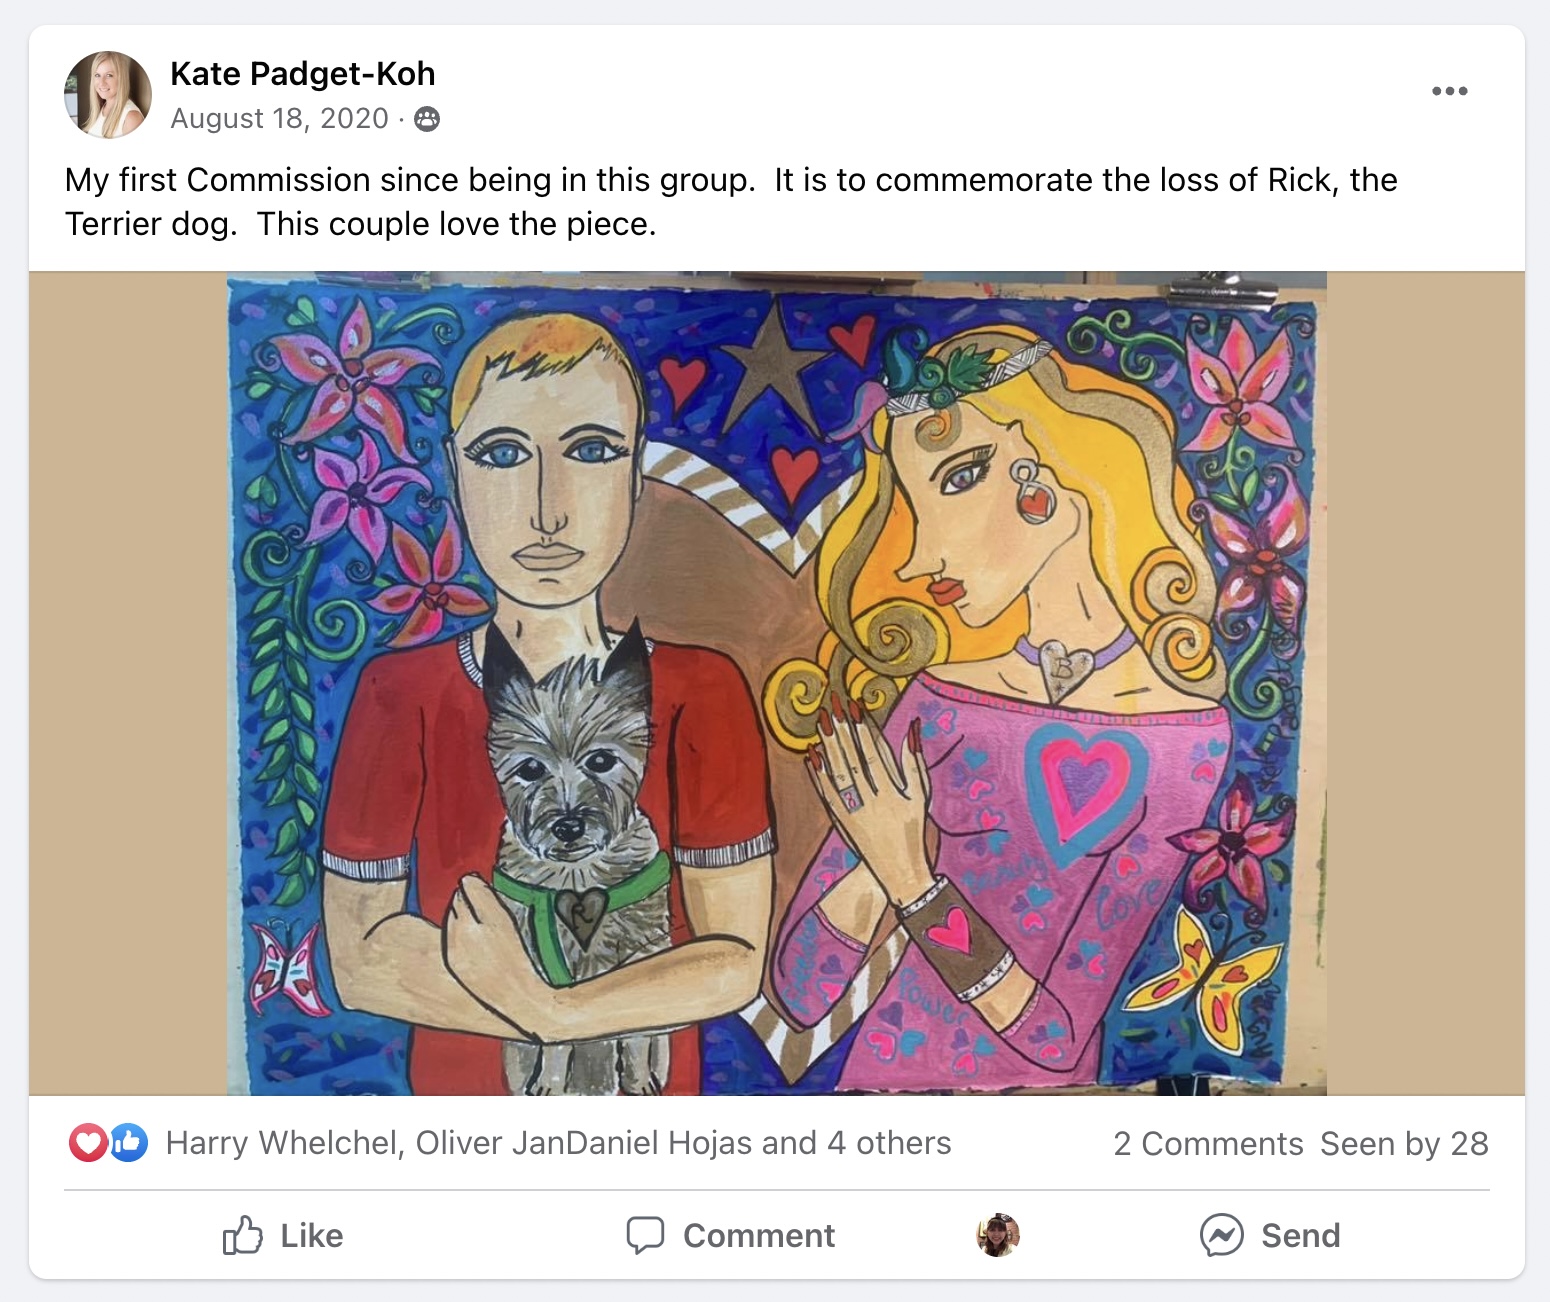 Kate Padget-Koh
August 18, 2020 ·
My first Commission since being in this group.  It is to commemorate the loss of Rick, the
Terrier dog.  This couple love the piece.
B
8
R
Beauty
Love
Freedom
Power
Harry Whelchel, Oliver JanDaniel Hojas and 4 others
2 Comments Seen by 28
Like
Comment
Send